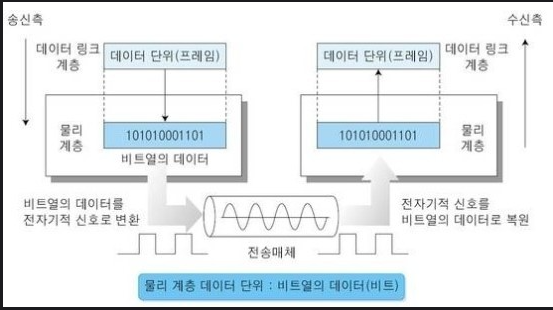 송신측
수신측
데이터 링크
계층
데이터 단위(프레임)
데이터 단위(프레임)
데이터 링크
계층
물리
계층
101010001101
비트열의 데이터
101010001101
물리
계층
비트열의 데이터를
전자기적 신호로 변환
전자기적 신호를
비트열의 데이터로 복원
전송매체
물리 계층 데이터 단위 : 비트열의 데이터(비트)